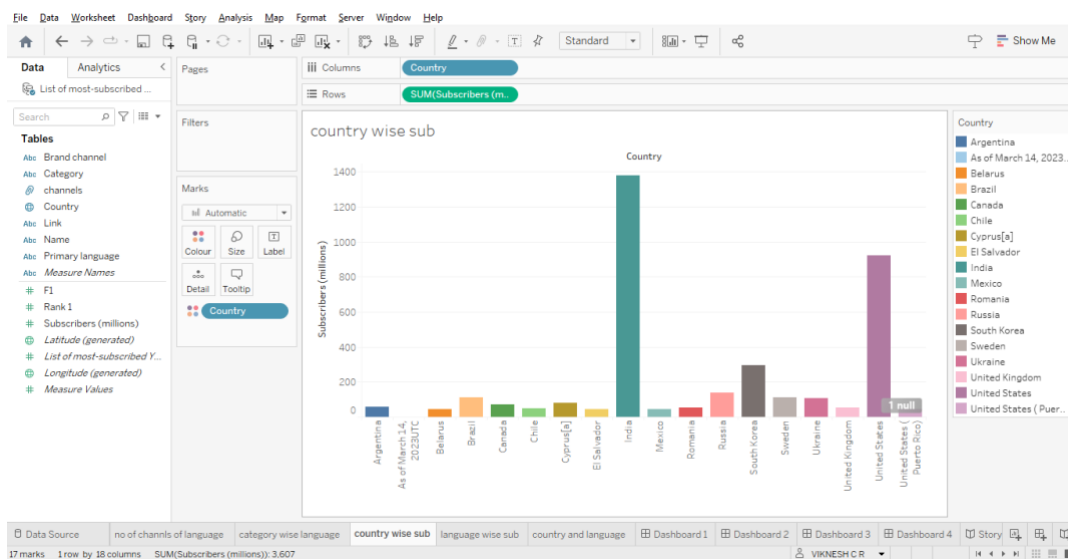 File Data Worksheet Dashboard Story Analysis Map Format Server Window Help
Standard
Show Me
Data Analytics
Pages
Columns Country
List of most-subscribed ...
Rows SUM(Subscribers (m..
Search
Filters
Tables
Abc Brand channel
Abc Category
channels
Country
Abc Link
Abc Name
Abc Primary language
Abc Measure Names
# F1
# Rank 1
# Subscribers (millions)
Latitude (generated)
# List of most-subscribed Y...
Longitude (generated)
# Measure Values
Marks
Automatic
Colour Size Label
Detail Tooltip
Country
country wise sub
Country
Subscribers (millions)
1400
1200
1000
800
600
400
200
0
1 null
Argentina
As of March 14, 2023UTC
Belarus
Brazil
Canada
Chile
Cyprus[a]
El Salvador
India
Mexico
Romania
Russia
South Korea
Sweden
Ukraine
United Kingdom
United States
United States ( Puerto Rico)
Country
Argentina
As of March 14, 2023..
Belarus
Brazil
Canada
Chile
Cyprus[a]
El Salvador
India
Mexico
Romania
Russia
South Korea
Sweden
Ukraine
United Kingdom
United States
United States ( Puer..
Data Source no of channls of language category wise language country wise sub language wise sub country and language Dashboard 1 Dashboard 2 Dashboard 3 Dashboard 4 Story
17 marks 1 row by 18 columns SUM(Subscribers (millions)): 3,607 VIKNESH C R